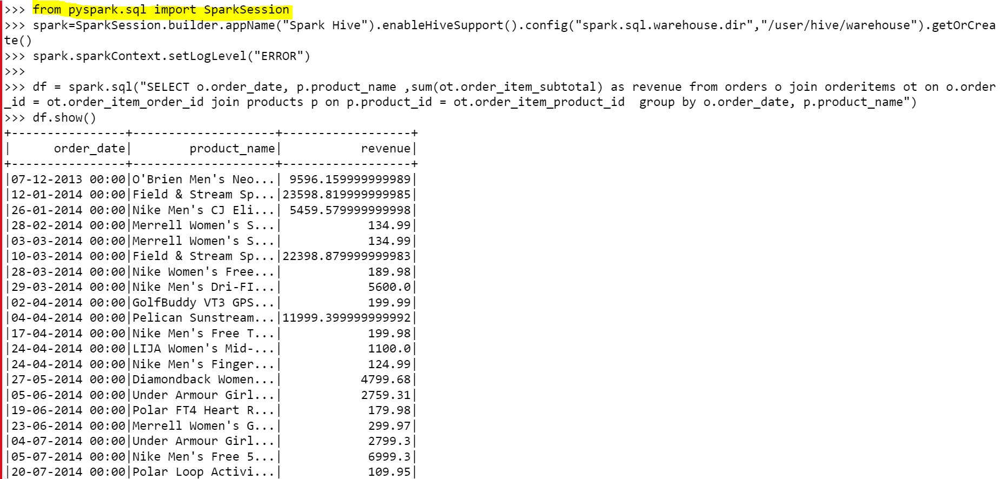 >>> from pyspark.sql import SparkSession
>>> spark=SparkSession.builder.appName("Spark Hive").enableHiveSupport().config("spark.sql.warehouse.dir","/user/hive/warehouse").getOrCrea
te()
>>> spark.sparkContext.setLogLevel("ERROR")
>>>
>>> df = spark.sql("SELECT o.order_date, p.product_name ,sum(ot.order_item_subtotal) as revenue from orders o join orderitems ot on o.order
_id = ot.order_item_order_id join products p on p.product_id = ot.order_item_product_id  group by o.order_date, p.product_name")
>>> df.show()
+----------------+--------------------+------------------+
|      order_date|        product_name|           revenue|
+----------------+--------------------+------------------+
|07-12-2013 00:00|O'Brien Men's Neo...| 9596.159999999989|
|12-01-2014 00:00|Field & Stream Sp...|23598.819999999985|
|26-01-2014 00:00|Nike Men's CJ Eli...| 5459.579999999998|
|28-02-2014 00:00|Merrell Women's S...|            134.99|
|03-03-2014 00:00|Merrell Women's S...|            134.99|
|10-03-2014 00:00|Field & Stream Sp...|22398.879999999983|
|28-03-2014 00:00|Nike Women's Free...|            189.98|
|29-03-2014 00:00|Nike Men's Dri-FI...|            5600.0|
|02-04-2014 00:00|GolfBuddy VT3 GPS...|            199.99|
|04-04-2014 00:00|Pelican Sunstream...|11999.399999999992|
|17-04-2014 00:00|Nike Men's Free T...|            199.98|
|24-04-2014 00:00|LIJA Women's Mid-...|            1100.0|
|24-04-2014 00:00|Nike Men's Finger...|            124.99|
|27-05-2014 00:00|Diamondback Women...|           4799.68|
|05-06-2014 00:00|Under Armour Girl...|           2759.31|
|19-06-2014 00:00|Polar FT4 Heart R...|            179.98|
|23-06-2014 00:00|Merrell Women's G...|            299.97|
|04-07-2014 00:00|Under Armour Girl...|            2799.3|
|05-07-2014 00:00|Nike Men's Free 5...|            6999.3|
|20-07-2014 00:00|Polar Loop Activi...|            109.95|